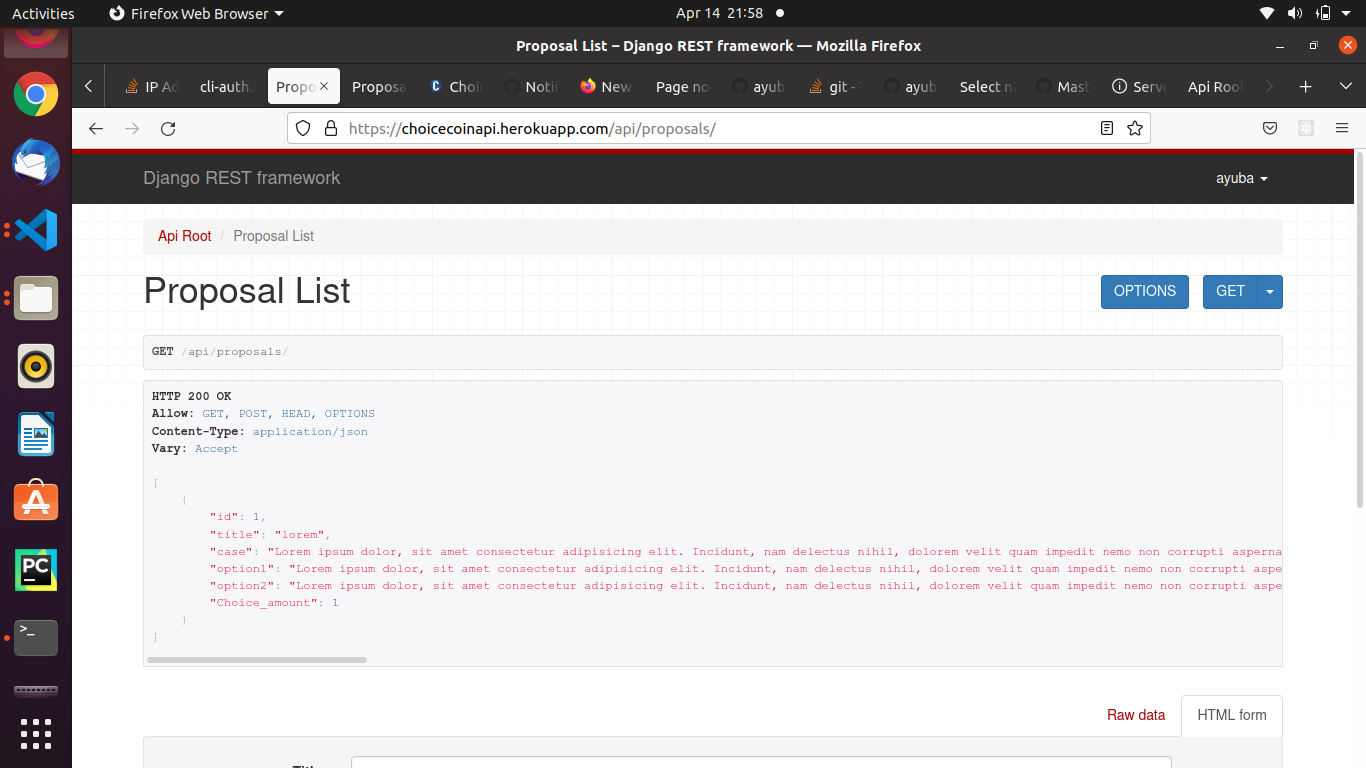 Activities
Firefox Web Browser
Apr 14 21:58
Proposal List – Django REST framework — Mozilla Firefox
IP Ad
cli-auth.
Propo
Proposa
Choi
Notif
New
Page no
ayub
git -
ayub
Select n
Mast
Serv
Api Roo
https://choicecoinapi.herokuapp.com/api/proposals/
Django REST framework
ayuba
Api Root / Proposal List
Proposal List
OPTIONS
GET
GET /api/proposals/
HTTP 200 OK
Allow: GET, POST, HEAD, OPTIONS
Content-Type: application/json
Vary: Accept
[
{
"id": 1,
"title": "lorem",
"case": "Lorem ipsum dolor, sit amet consectetur adipisicing elit. Incidunt, nam delectus nihil, dolorem velit quam impedit nemo non corrupti asperna
"option1": "Lorem ipsum dolor, sit amet consectetur adipisicing elit. Incidunt, nam delectus nihil, dolorem velit quam impedit nemo non corrupti aspe
"option2": "Lorem ipsum dolor, sit amet consectetur adipisicing elit. Incidunt, nam delectus nihil, dolorem velit quam impedit nemo non corrupti aspe
"Choice_amount": 1
}
]
PC
>_
Raw data
HTML form